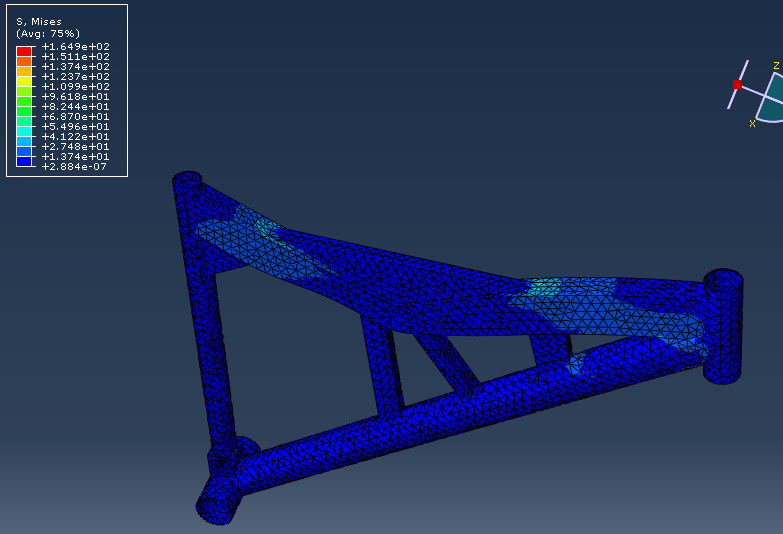 S, Mises
(Avg: 75%)
+1.649e+02
+1.511e+02
+1.374e+02
+1.237e+02
+1.099e+02
+9.618e+01
+8.244e+01
+6.870e+01
+5.496e+01
+4.122e+01
+2.748e+01
+1.374e+01
+2.884e-07
Z
X